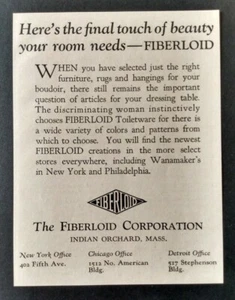 Here's the final touch of beauty
your room needs—FIBERLOID
WHEN you have selected just the right
furniture, rugs and hangings for your
boudoir, there still remains the important
question of articles for your dressing table.
The discriminating woman instinctively
chooses FIBERLOID Toiletware for there is
a wide variety of colors and patterns from
which to choose. You will find the newest
FIBERLOID creations in the more select
stores everywhere, including Wanamaker's
in New York and Philadelphia.
FIBERLOID
The FIBERLOID CORPORATION
INDIAN ORCHARD, MASS.
New York Office Chicago Office Detroit Office
402 Fifth Ave. 1512 No. American 517 Stephenson
Bldg. Bldg.